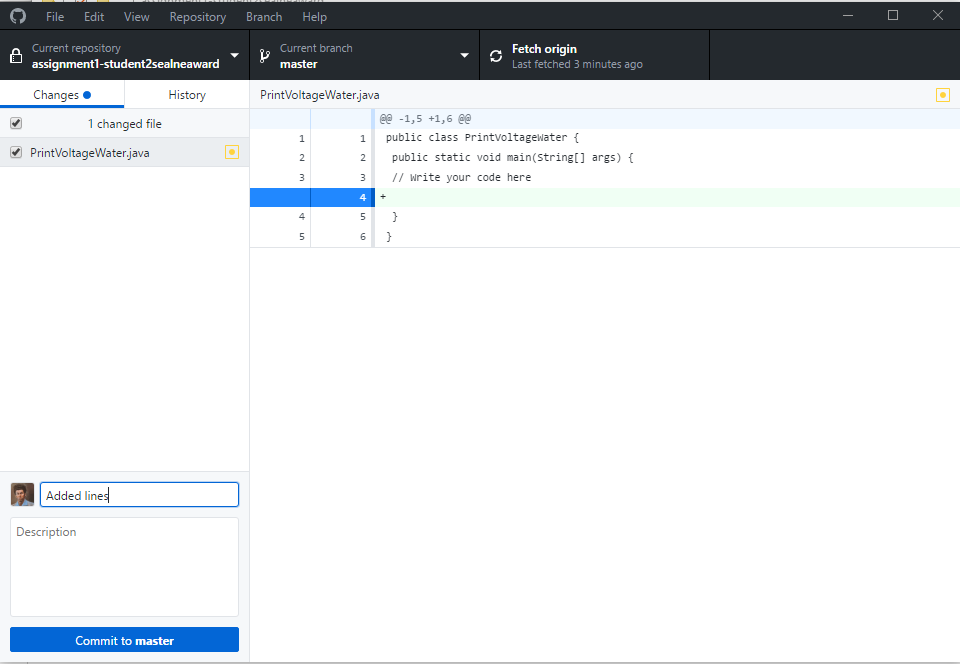 File Edit View Repository Branch Help
Current repository
assignment1-student2sealneaward
Current branch
master
Fetch origin
Last fetched 3 minutes ago
Changes
History
PrintVoltageWater.java
1 changed file
PrintVoltageWater.java
@@ -1,5 +1,6 @@
1 1 public class PrintVoltageWater {
2 2 public static void main(String[] args) {
3 3 // Write your code here
4 +
4 5 }
5 6 }
Added lines
Description
Commit to master